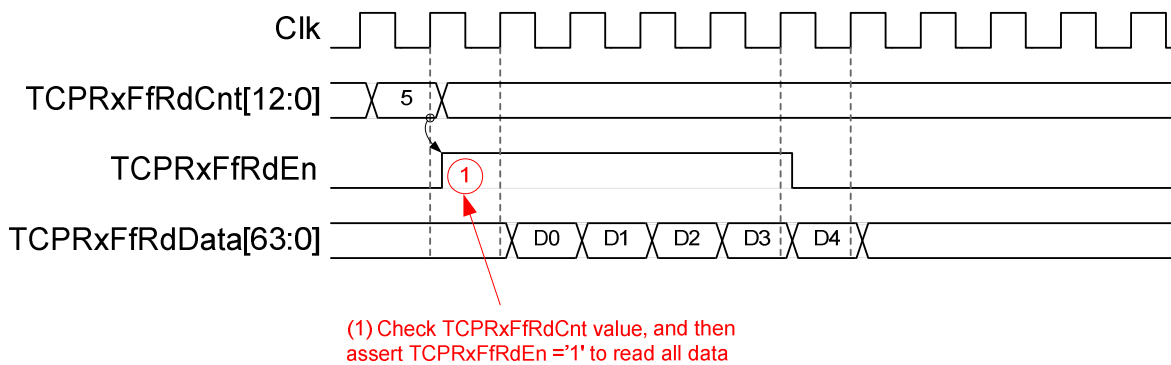 Clk
TCPRxFfRdCnt[12:0]
5
TCPRxFfRdEn
1
TCPRxFfRdData[63:0]
D0 D1 D2 D3 D4
(1) Check TCPRxFfRdCnt value, and then
assert TCPRxFfRdEn ='1' to read all data